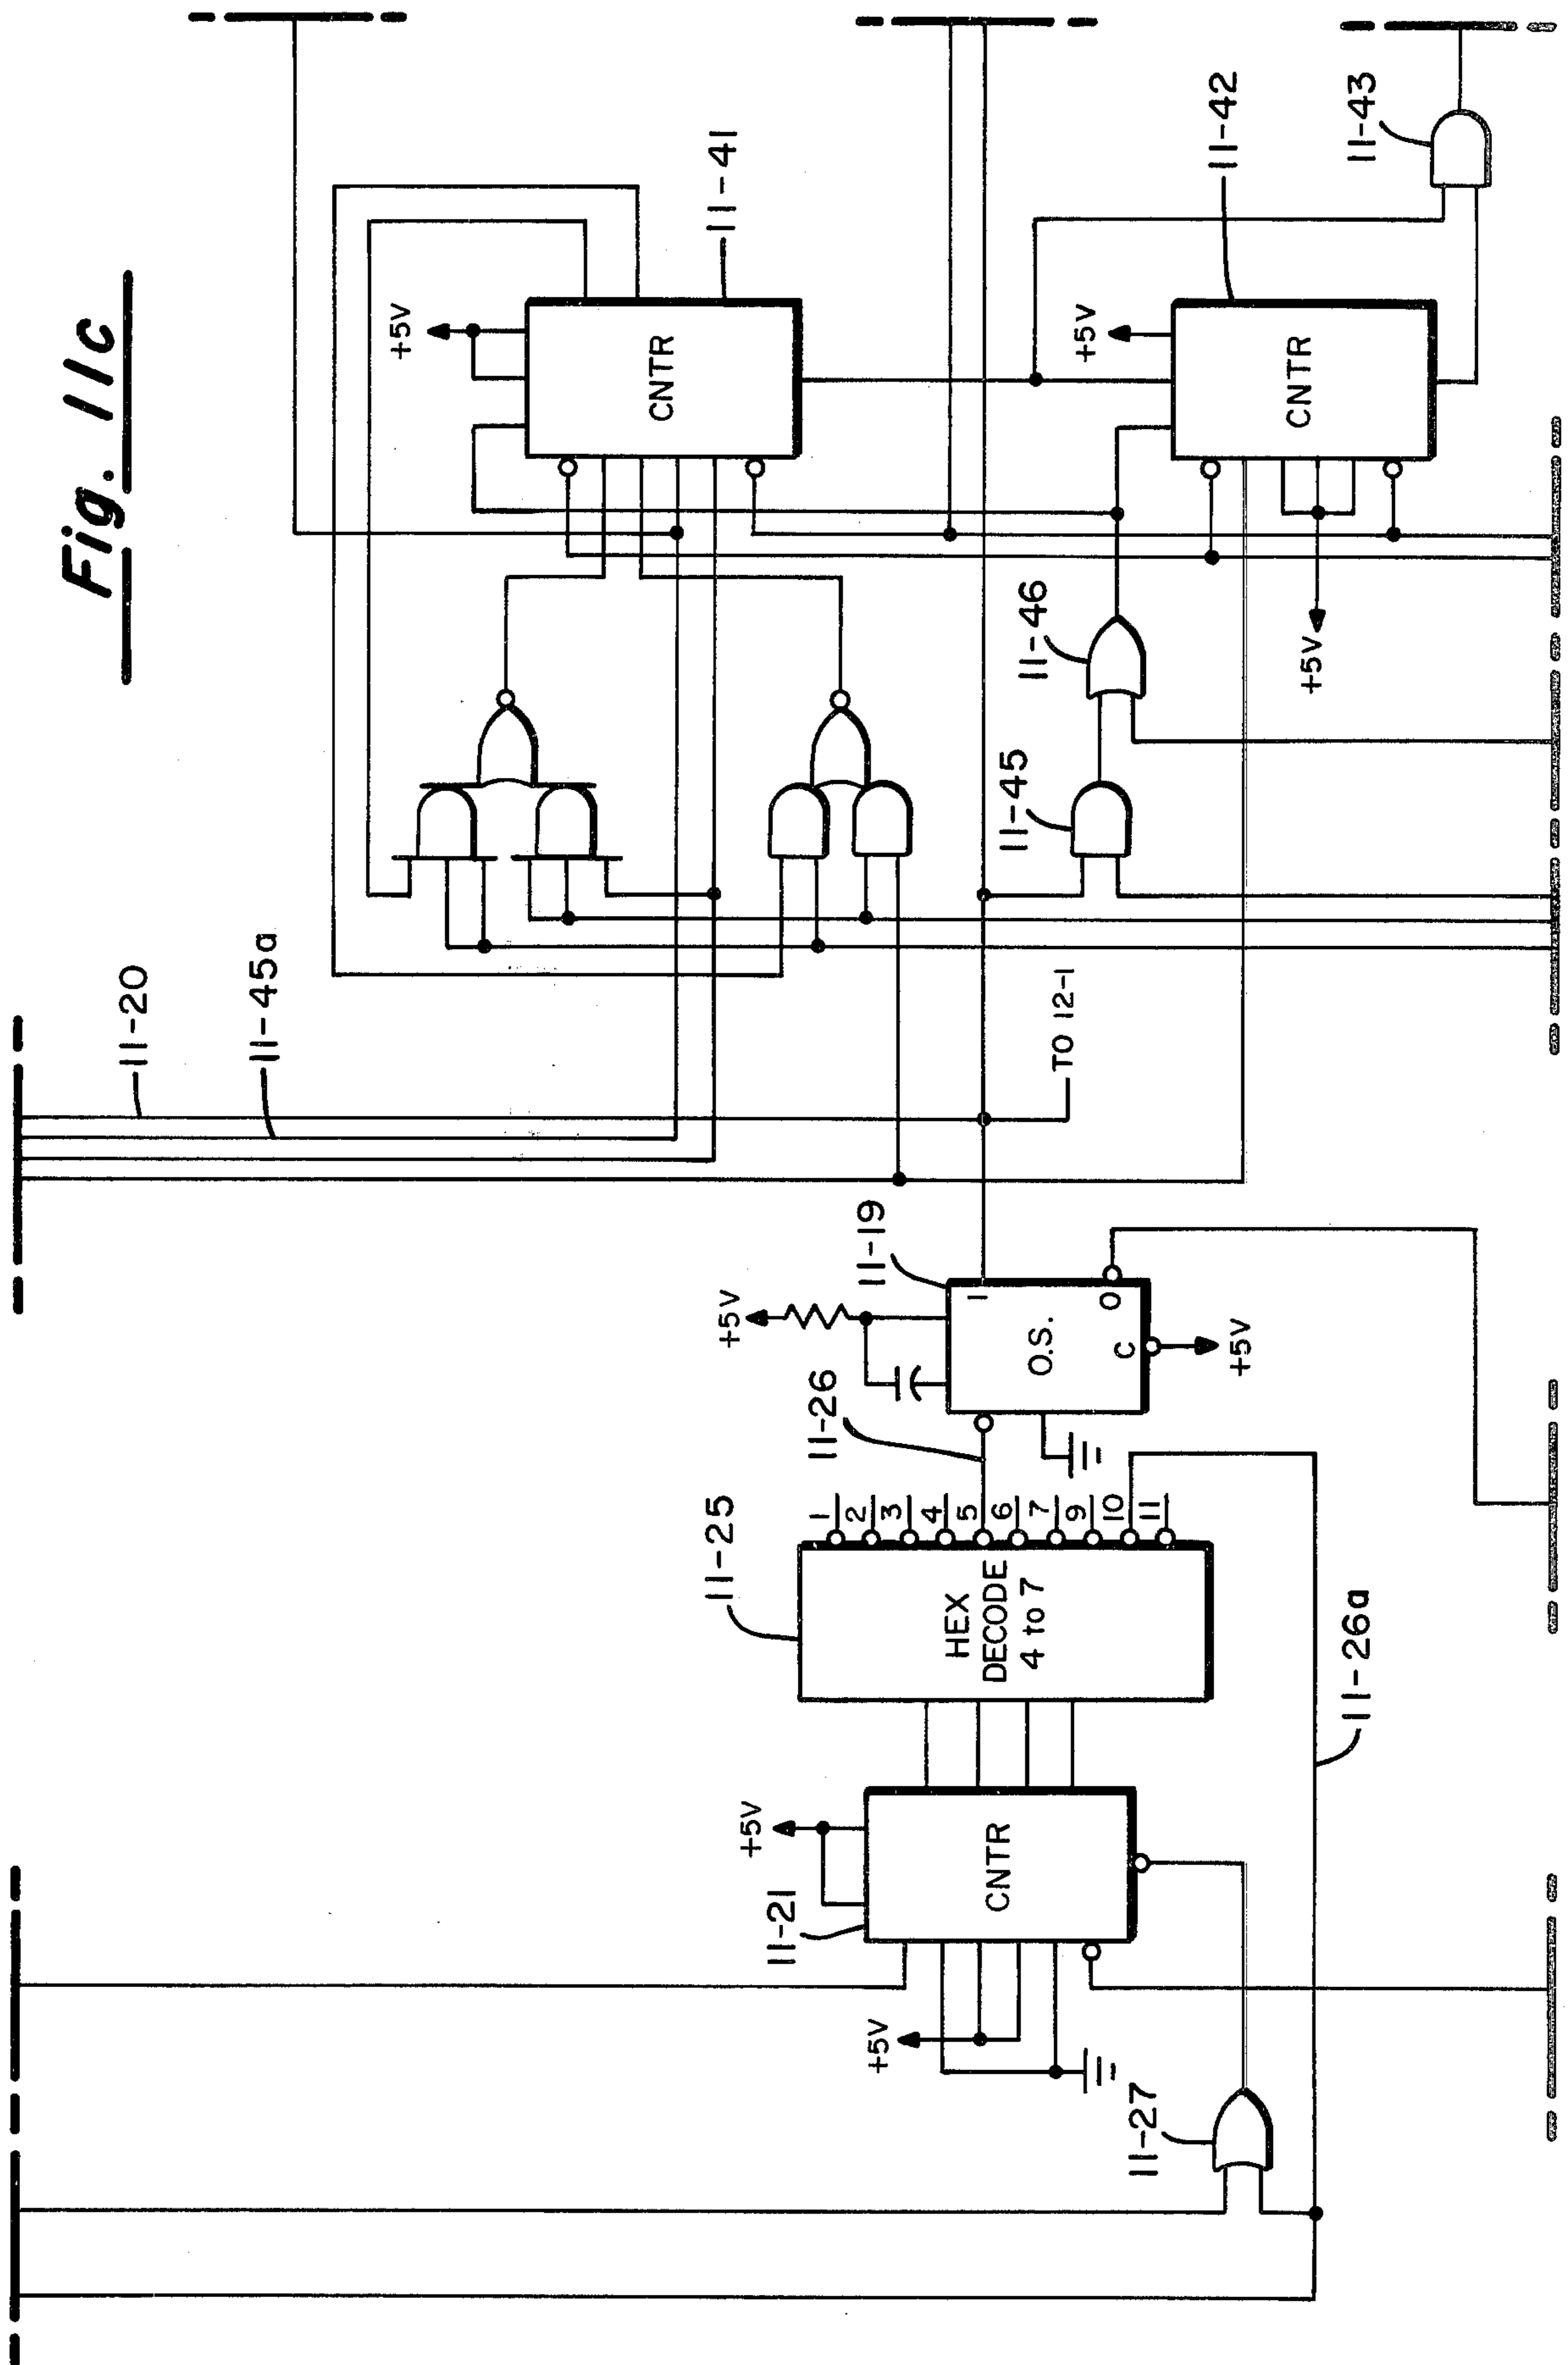 Fig. 11c
11-20
11-45a
+5V
CNTR
11-41
11-45
11-46
+5V
CNTR
+5V
11-42
11-43
TO 12-1
11-19
+5V
1
O.S.
0
C
+5V
11-26
11-25
HEX
DECODE
4 to 7
1
2
3
4
5
6
7
9
10
11
11-26a
11-21
+5V
CNTR
+5V
11-27